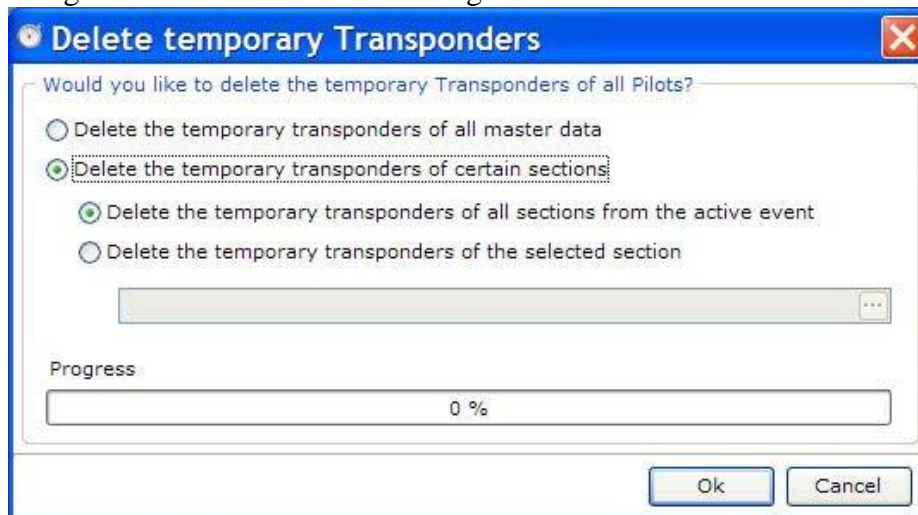 Delete temporary Transponders
Would you like to delete the temporary Transponders of all Pilots?
Delete the temporary transponders of all master data
Delete the temporary transponders of certain sections
Delete the temporary transponders of all sections from the active event
Delete the temporary transponders of the selected section
...
Progress
0 %
Ok Cancel